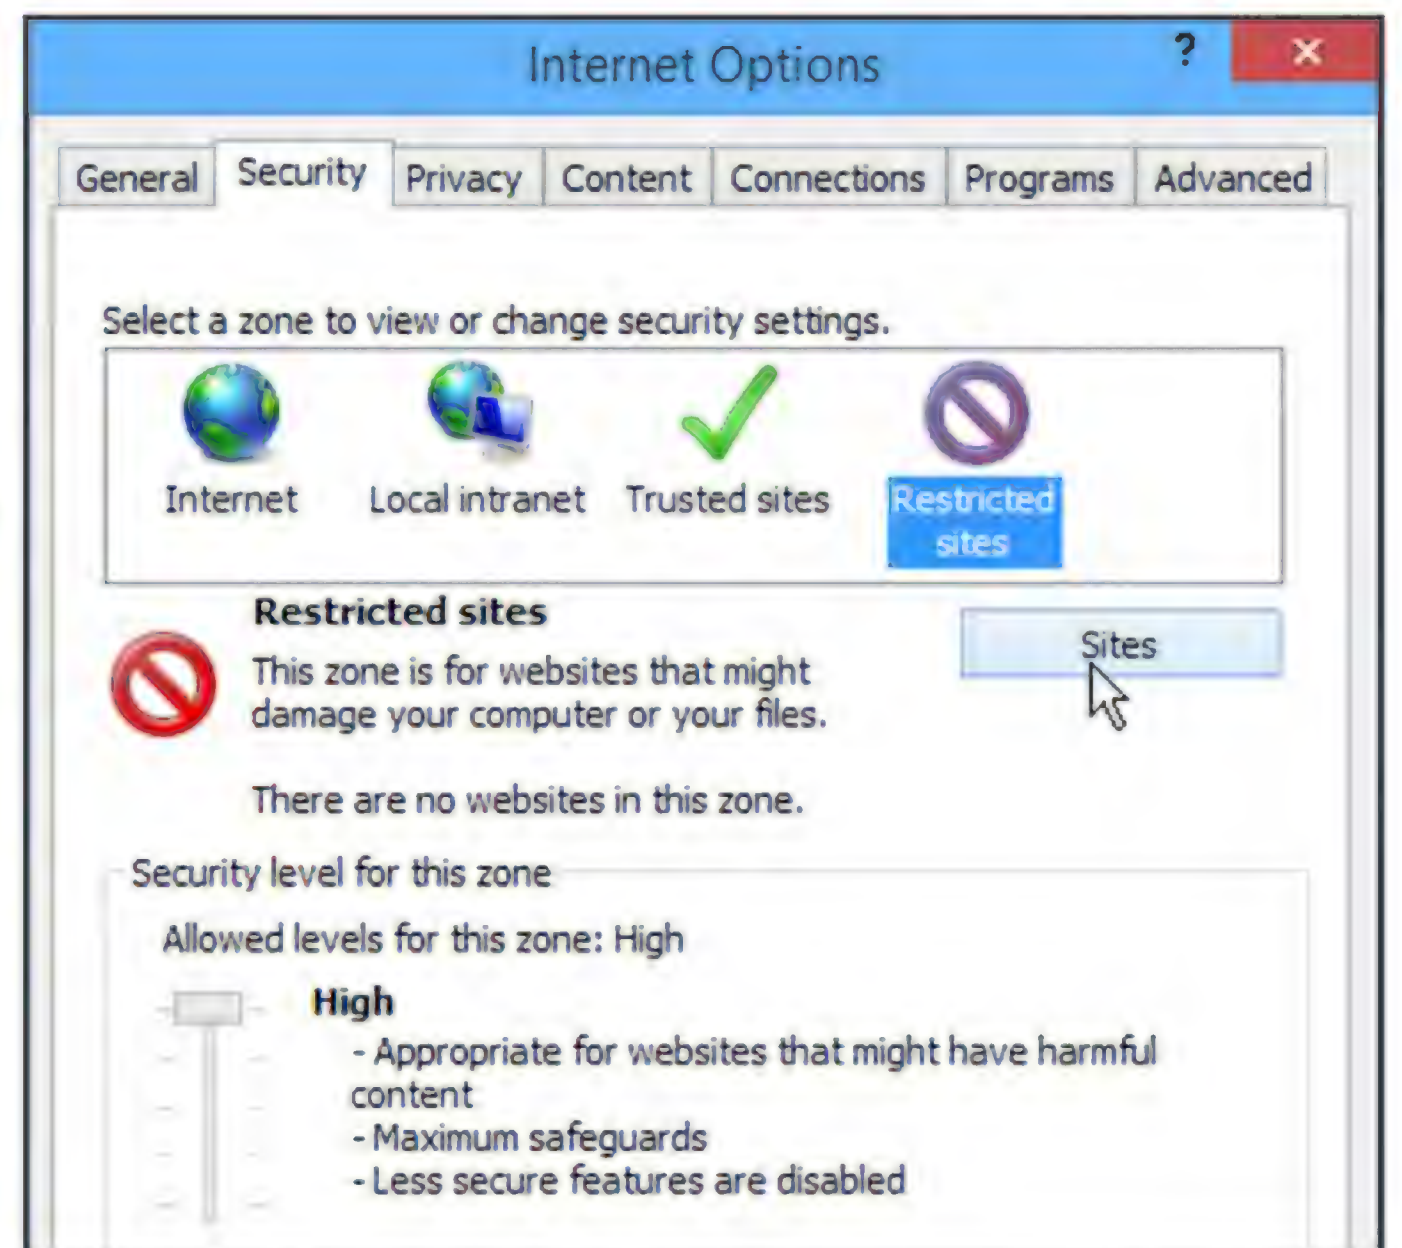 Internet Options
?
General Security Privacy Content Connections Programs Advanced
Select a zone to view or change security settings.
Internet Local intranet Trusted sites Restricted
sites
Restricted sites
Sites
This zone is for websites that might
damage your computer or your files.
There are no websites in this zone.
Security level for this zone
Allowed levels for this zone: High
High
- Appropriate for websites that might have harmful
content
- Maximum safeguards
- Less secure features are disabled